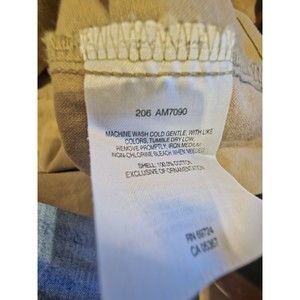 206 AM7090
MACHINE WASH COLD GENTLE, WITH LIKE
COLORS, TUMBLE DRY LOW,
REMOVE PROMPTLY, IRON MEDIUM
NON-CHLORINE BLEACH WHEN NEEDED
SHELL: 100.0% COTTON
EXCLUSIVE OF ORNAMENTATION
RN 69724
CA 05367